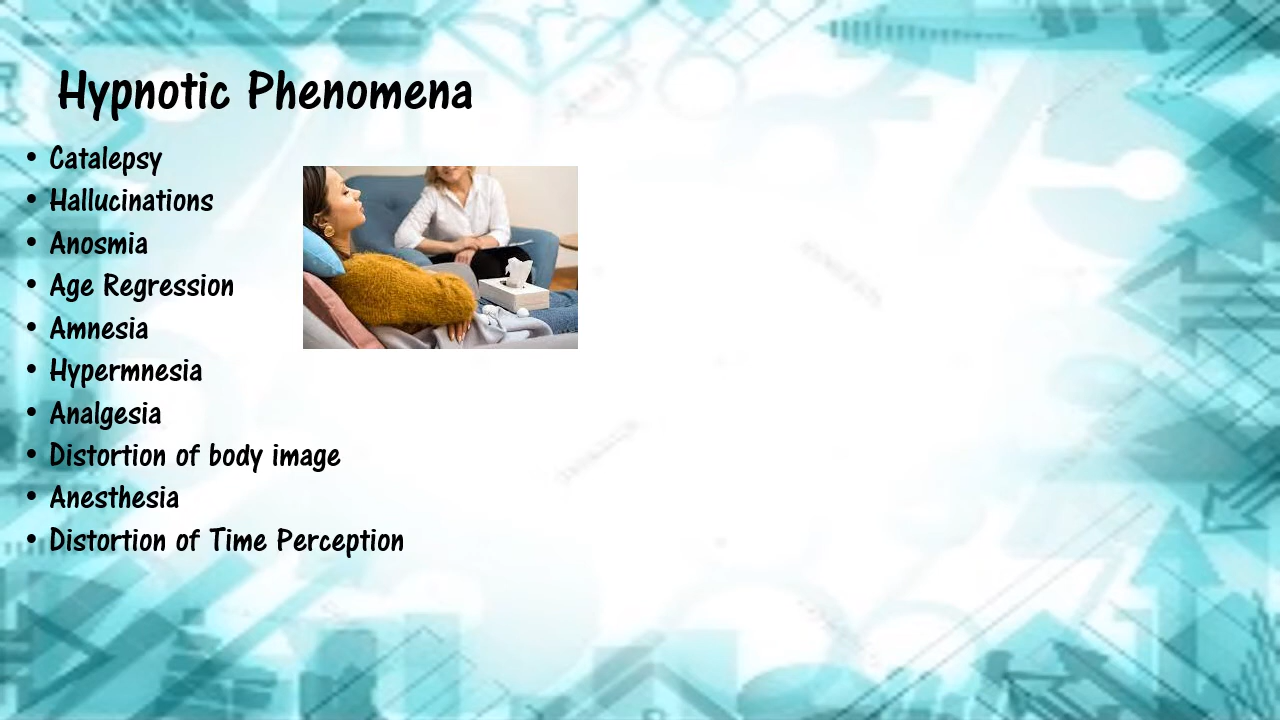 Hypnotic Phenomena
• Catalepsy
• Hallucinations
• Anosmia
• Age Regression
• Amnesia
• Hypermnesia
• Analgesia
• Distortion of body image
• Anesthesia
• Distortion of Time Perception